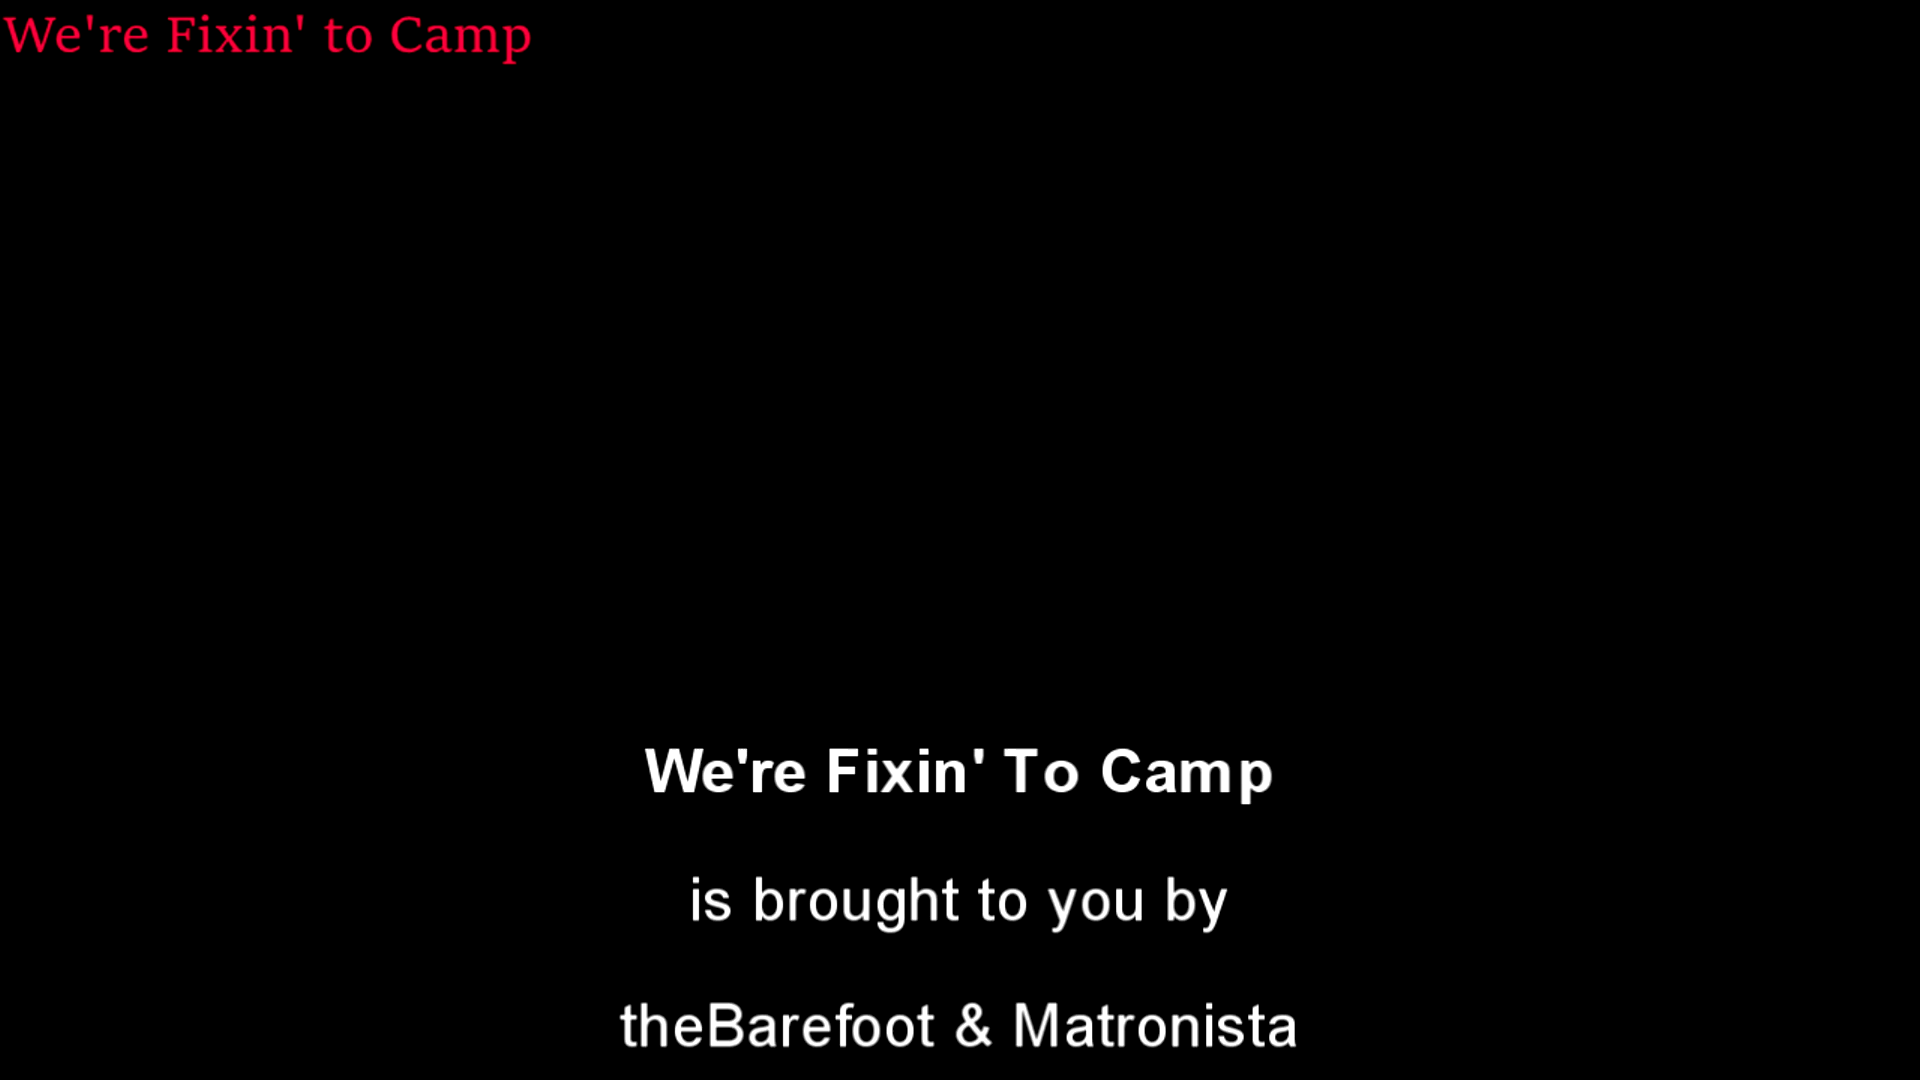 We're Fixin' to Camp
We're Fixin' To Camp
is brought to you by
theBarefoot & Matronista